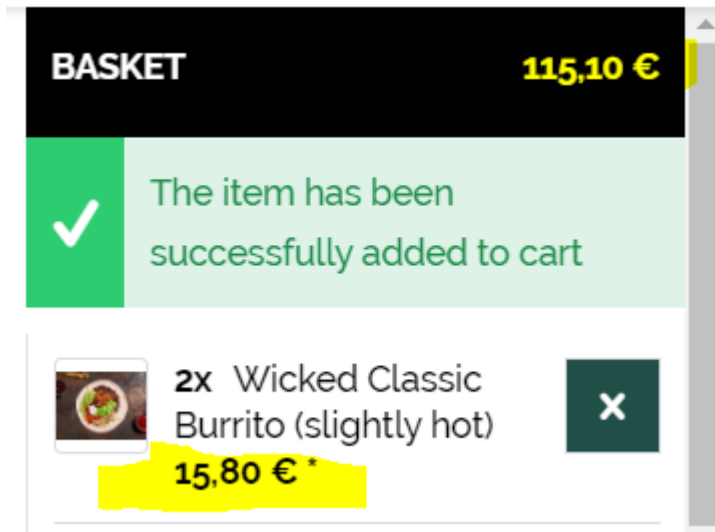 BASKET 115,10 €
The item has been
successfully added to cart
2x Wicked Classic
Burrito (slightly hot)
15,80 € *